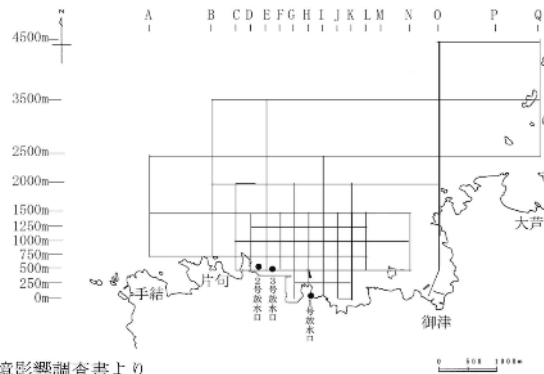 A B C D E F G H I J K L M N O P Q
z
4500m
3500m
2500m
2000m
1500m
1250m
1000m
750m
500m
250m
0m
大芦
片句
手結
2号放水口
3号放水口
号放水口
御津
0 500 1000m
境影響調査書より